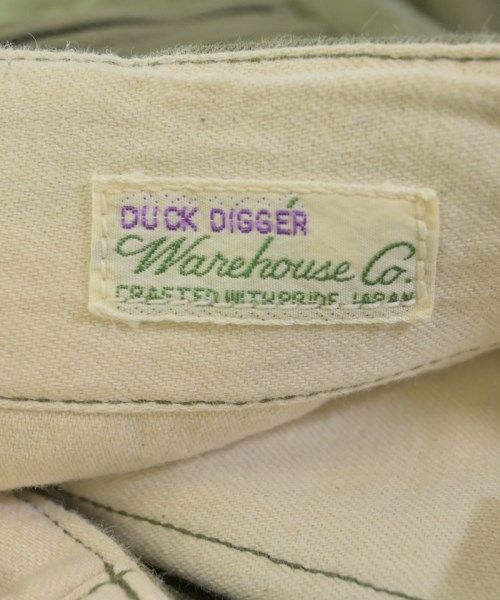 DUCK DIGGER
Warehouse Co.
CRAFTED WITH PRIDE JAPAN